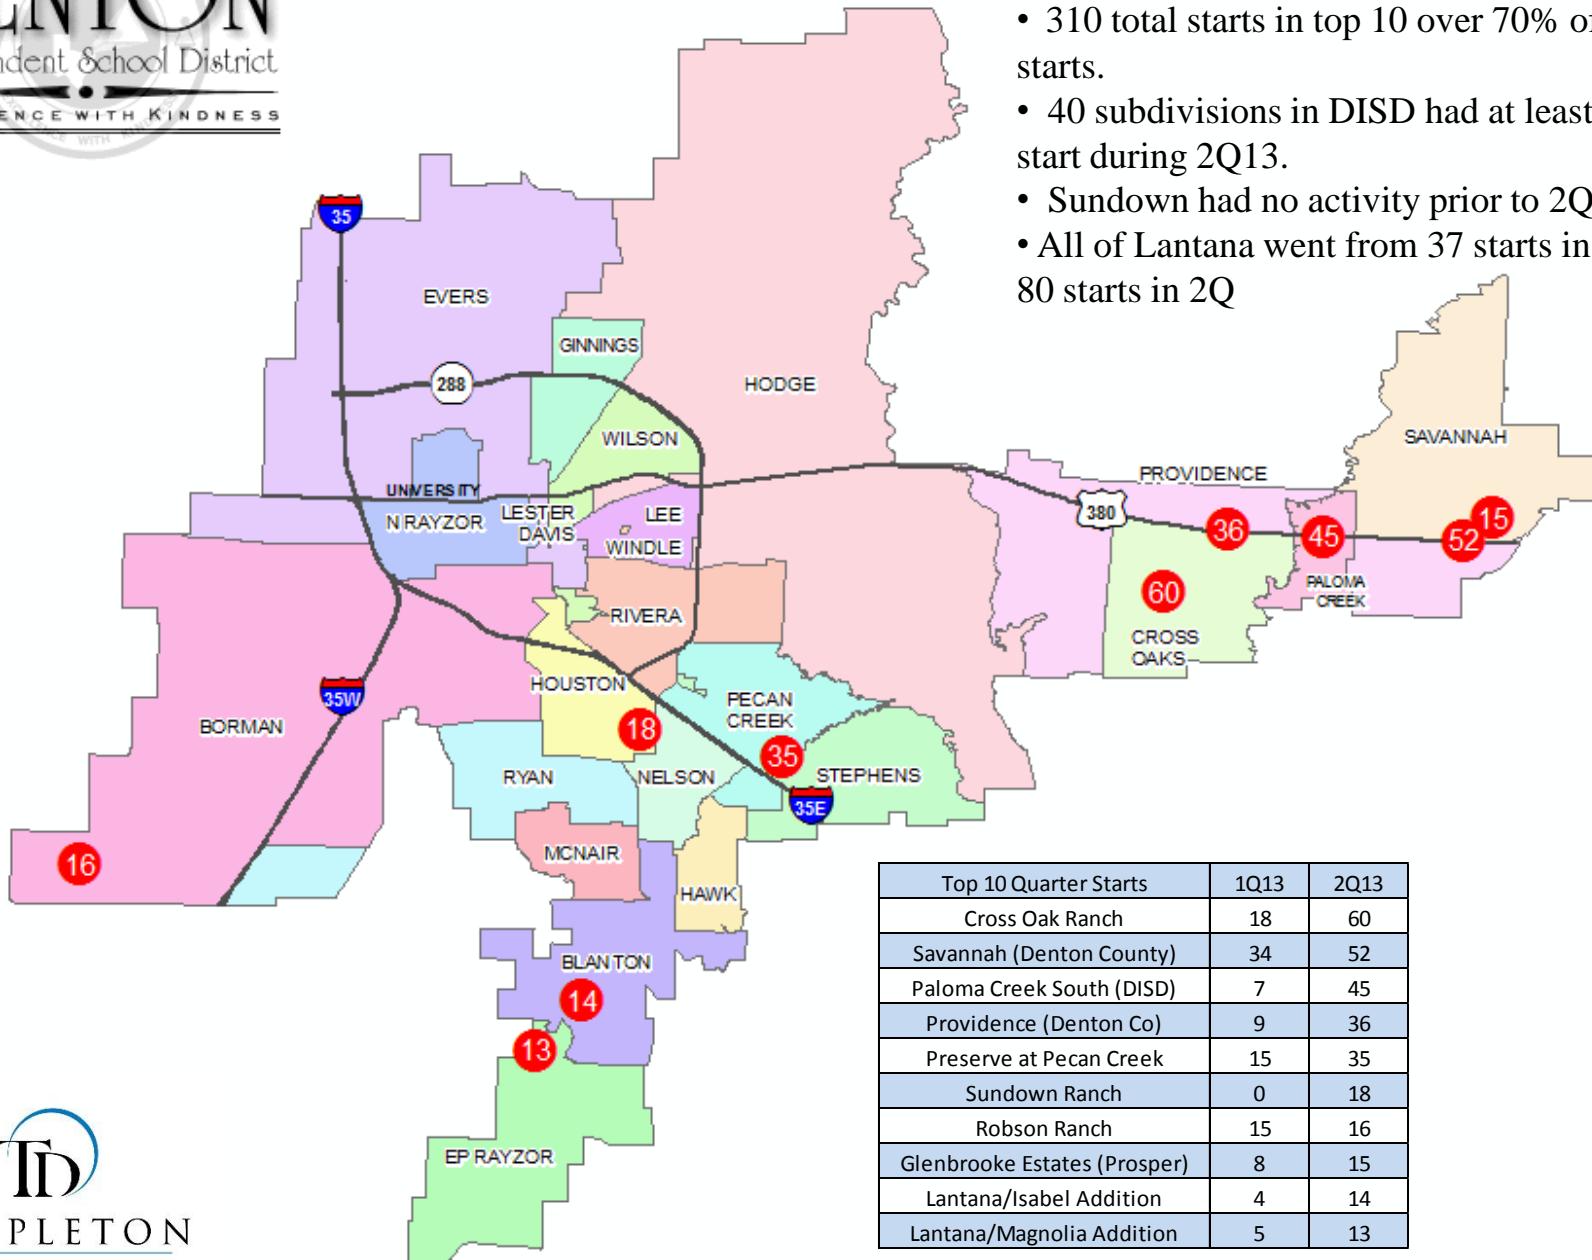 ENTON
ndent School District
ENCE WITH KINDNESS
• 310 total starts in top 10 over 70% of
starts.
• 40 subdivisions in DISD had at least
start during 2Q13.
• Sundown had no activity prior to 2Q
• All of Lantana went from 37 starts in
80 starts in 2Q
35
EVERS
GINNINGS
288
HODGE
WILSON
SAVANNAH
PROVIDENCE
UNIVERSITY
N RAYZOR
LESTER
DAVIS
LEE
WINDLE
380
36
45
52
15
60
PALOMA
CREEK
CROSS
OAKS
RIVERA
HOUSTON
35W
BORMAN
PECAN
CREEK
18
35
RYAN
NELSON
STEPHENS
35E
16
MCNAIR
HAWK
BLANTON
14
13
EP RAYZOR
Top 10 Quarter Starts 1Q13 2Q13
Cross Oak Ranch 18 60
Savannah (Denton County) 34 52
Paloma Creek South (DISD) 7 45
Providence (Denton Co) 9 36
Preserve at Pecan Creek 15 35
Sundown Ranch 0 18
Robson Ranch 15 16
Glenbrooke Estates (Prosper) 8 15
Lantana/Isabel Addition 4 14
Lantana/Magnolia Addition 5 13
TD
PLETON